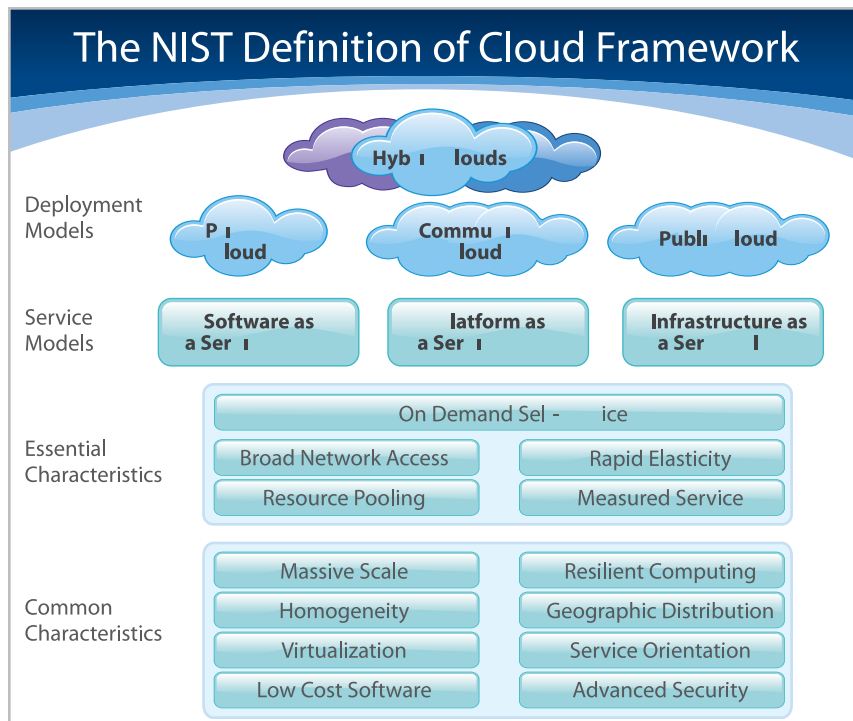 The NIST Definition of Cloud Framework
Hyb ı louds
Deployment
Models
P ı
loud
Commu ı
loud
Publı loud
Service
Models
Software as
a Ser ı
latform as
a Ser ı
Infrastructure as
a Ser l
On Demand Sel - ice
Essential
Characteristics
Broad Network Access
Rapid Elasticity
Resource Pooling
Measured Service
Common
Characteristics
Massive Scale
Resilient Computing
Homogeneity
Geographic Distribution
Virtualization
Service Orientation
Low Cost Software
Advanced Security